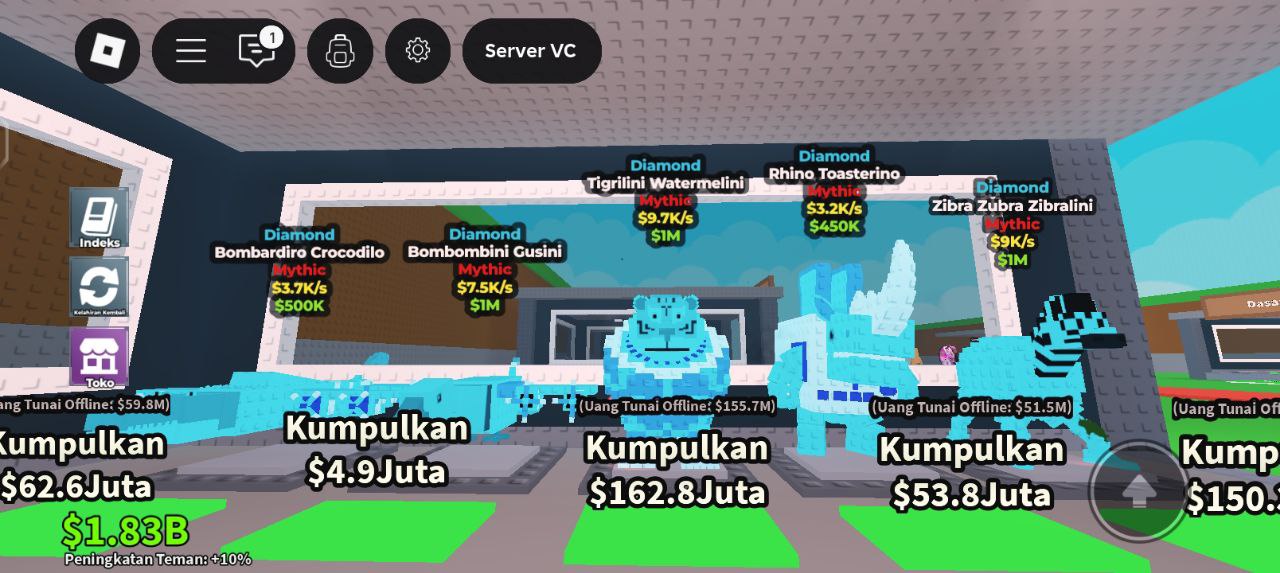 1
Server VC
Indeks
Kelahiran Kembali
Toko
Diamond
Bombardiro Crocodilo
Mythic
$3.7K/s
$500K
Diamond
Bombombini Gusini
Mythic
$7.5K/s
$1M
Diamond
Tigrilini Watermelini
Mythic
$9.7K/s
$1M
Diamond
Rhino Toasterino
Mythic
$3.2K/s
$450K
Diamond
Zibra Zubra Zibralini
Mythic
$9K/s
$1M
Dasa
ang Tunai Offline: $59.8M)
Kumpulkan
$62.6Juta
Kumpulkan
$4.9Juta
(Uang Tunai Offline: $155.7M)
Kumpulkan
$162.8Juta
(Uang Tunai Offline: $51.5M)
Kumpulkan
$53.8Juta
(Uang Tunai Of
Kump
$150.
$1.83B
Peningkatan Teman: +10%